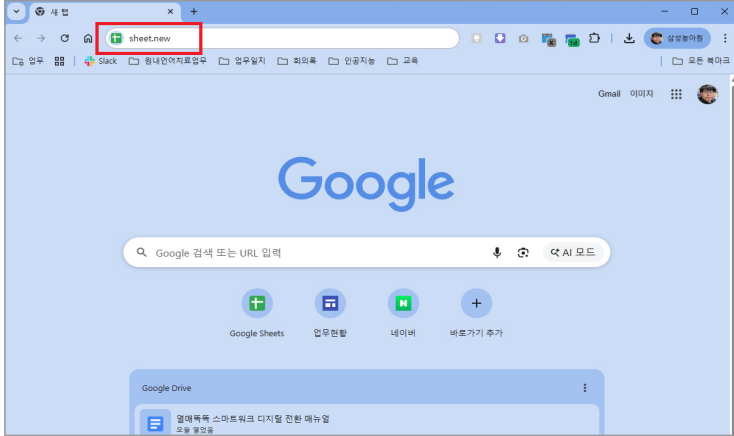 새 탭
sheet.new
삼성농아원
업무
Slack
원내언어치료업무
업무일지
회의록
인공지능
교육
모든 북마크
Gmail 이미지
Google
Google 검색 또는 URL 입력
AI 모드
Google Sheets
업무현황
네이버
바로가기 추가
Google Drive
열매똑똑 스마트워크 디지털 전환 매뉴얼
오늘 열었음